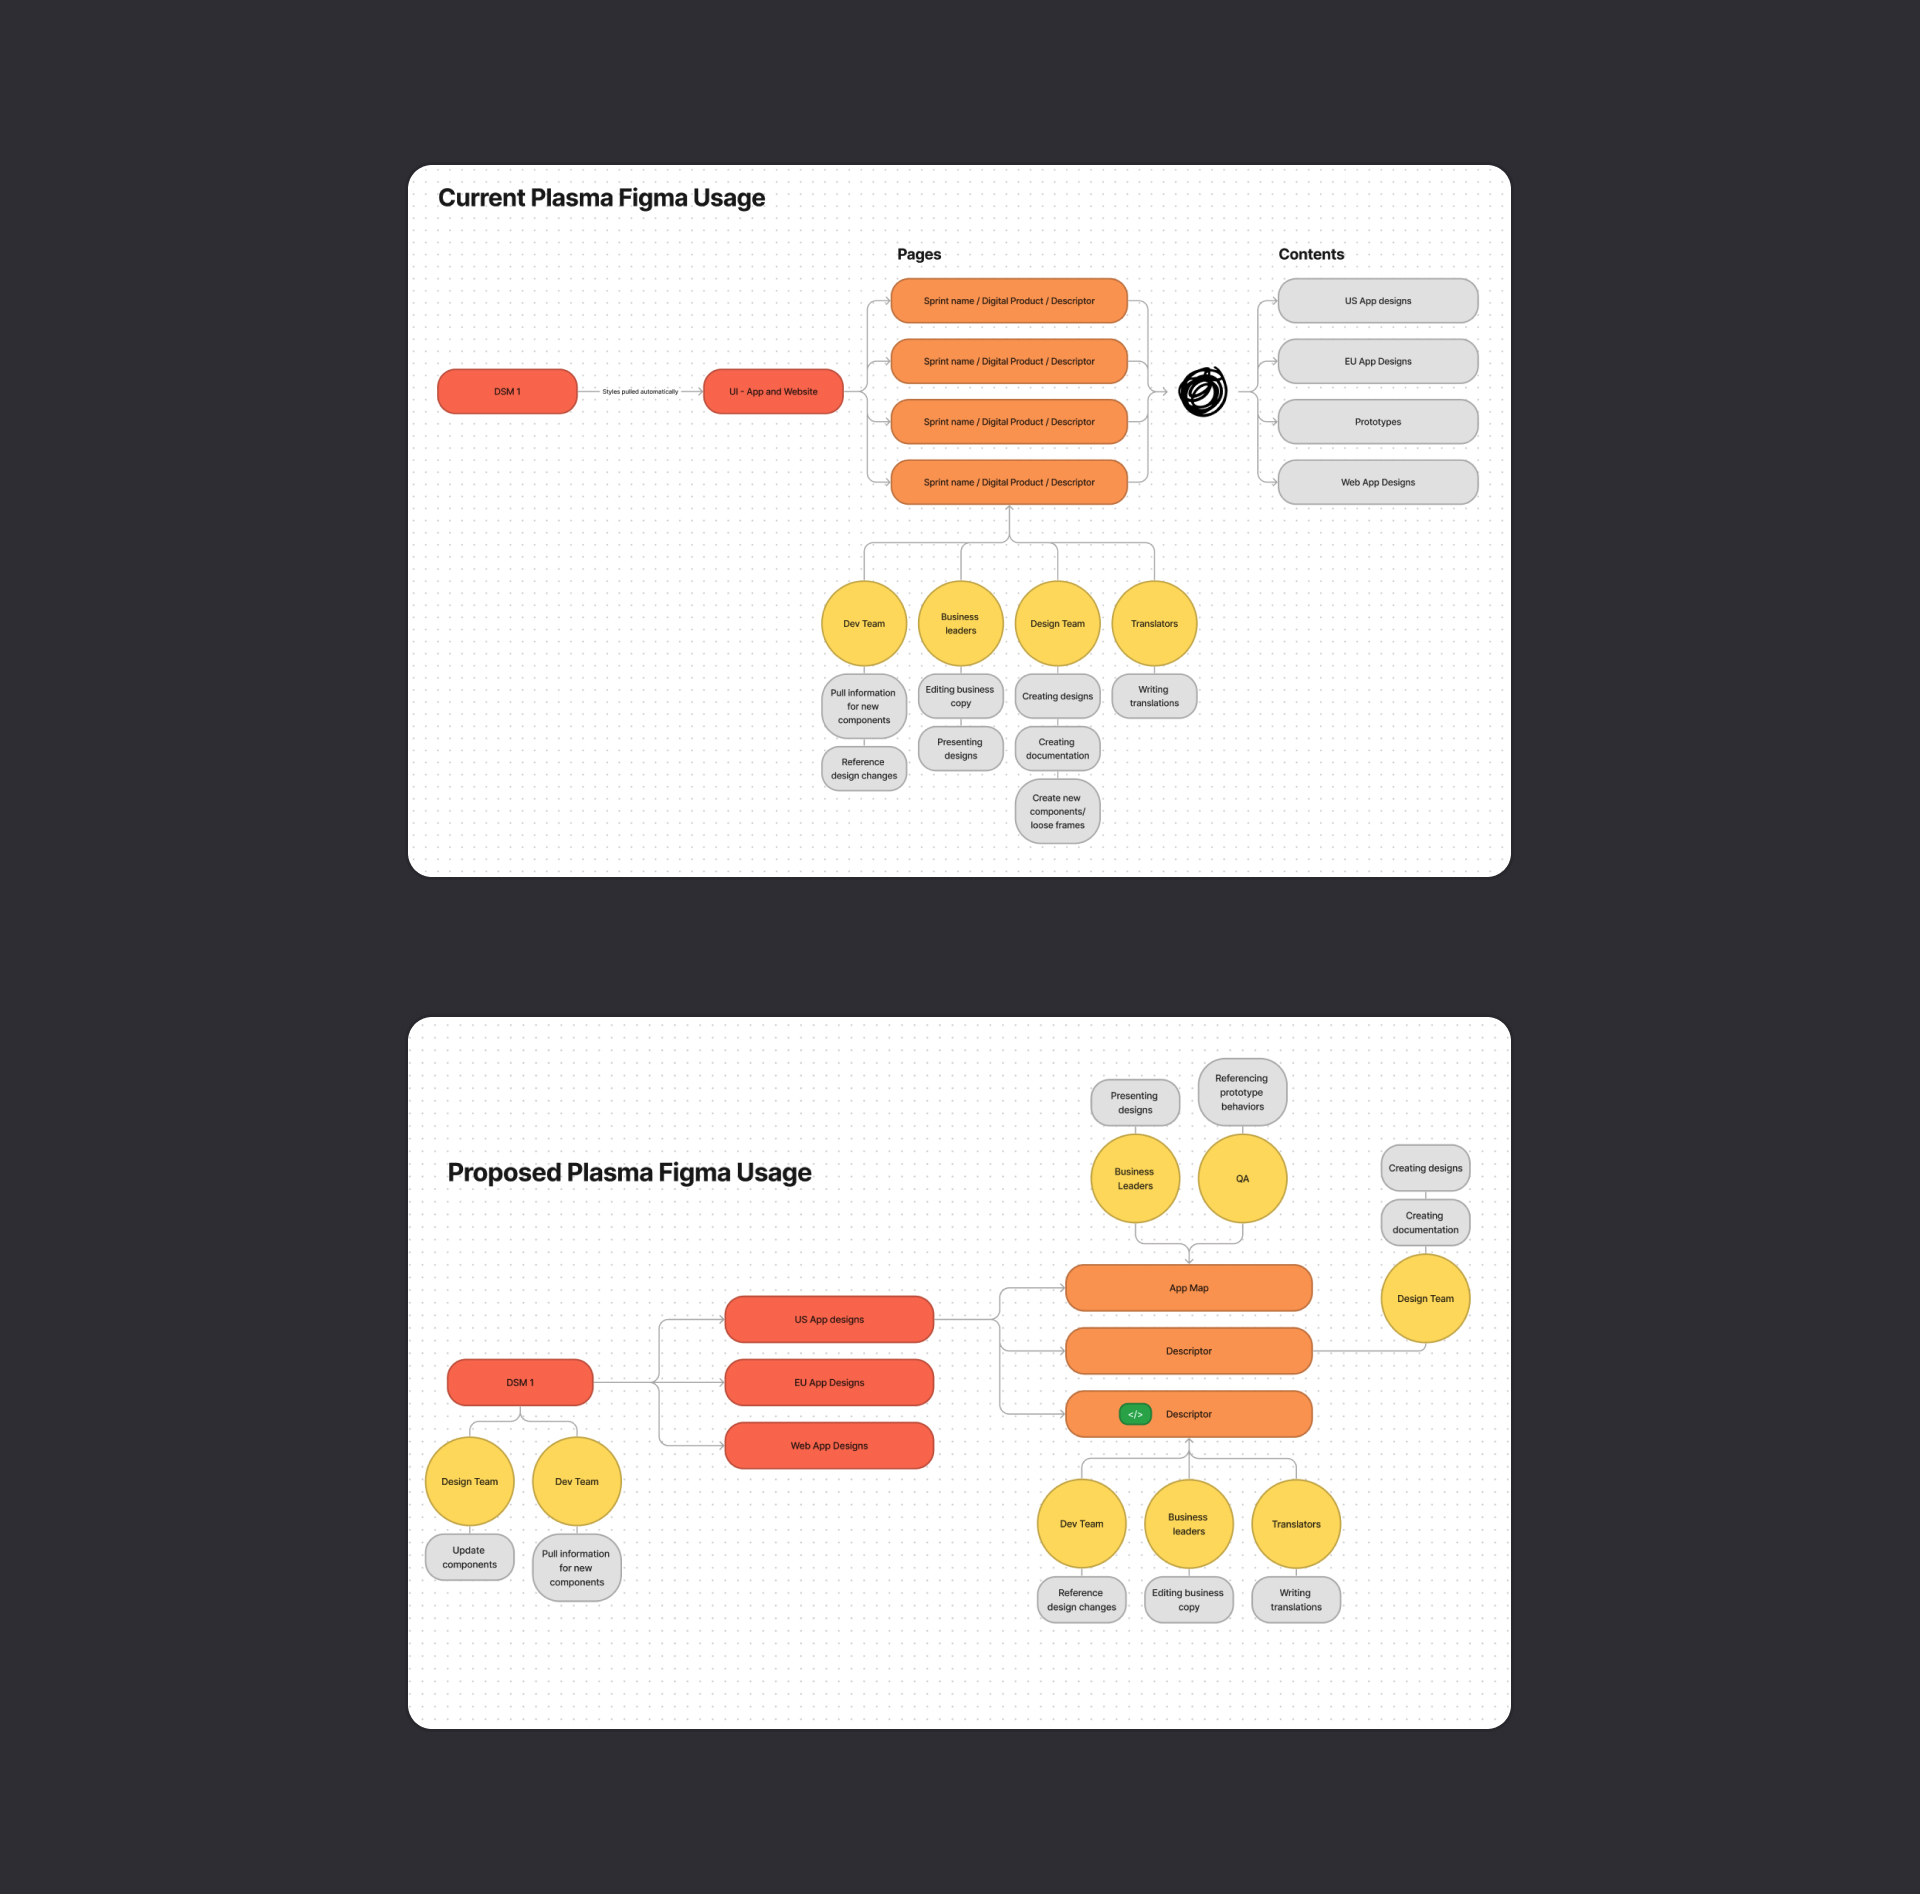 Current Plasma Figma Usage
Pages
Contents
Sprint name / Digital Product / Descriptor
US App designs
Sprint name / Digital Product / Descriptor
EU App Designs
DSM 1
Styles pulled automatically
UI - App and Website
Sprint name / Digital Product / Descriptor
Prototypes
Sprint name / Digital Product / Descriptor
Web App Designs
Dev Team
Business
leaders
Design Team
Translators
Pull information
for new
components
Reference
design changes
Editing business
copy
Presenting
designs
Creating designs
Creating
documentation
Create new
components/
loose frames
Writing
translations
Proposed Plasma Figma Usage
Presenting
designs
Referencing
prototype
behaviors
Business
Leaders
QA
Creating designs
Creating
documentation
Design Team
App Map
Descriptor
</> Descriptor
US App designs
EU App Designs
Web App Designs
DSM 1
Design Team
Dev Team
Update
components
Pull information
for new
components
Dev Team
Business
leaders
Translators
Reference
design changes
Editing business
copy
Writing
translations